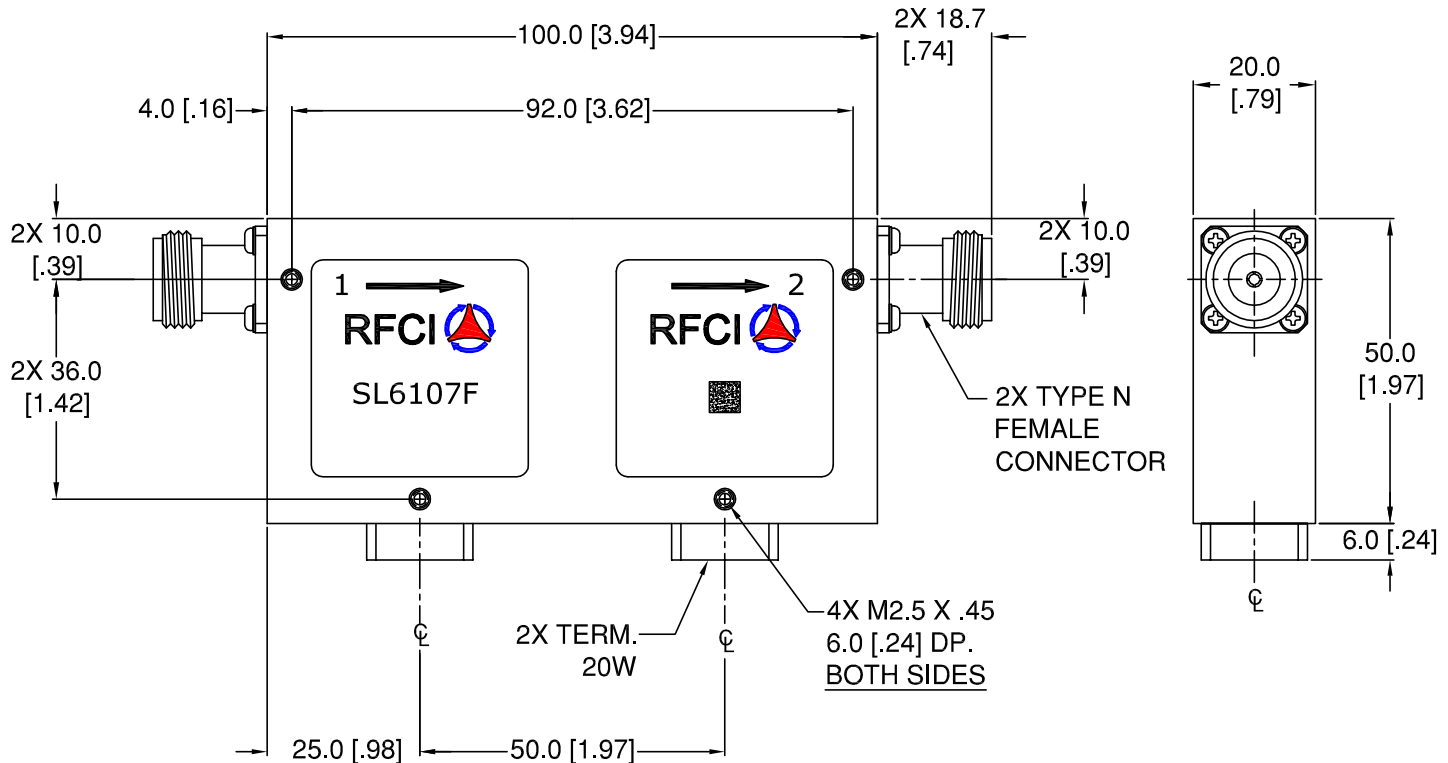 100.0 [3.94]
2X 18.7
[.74]
4.0 [.16]
92.0 [3.62]
20.0
[.79]
2X 10.0
[.39]
2X 10.0
[.39]
1
2
RFCI
RFCI
SL6107F
2X 36.0
[1.42]
50.0
[1.97]
2X TYPE N
FEMALE
CONNECTOR
6.0 [.24]
2X TERM.
20W
4X M2.5 X .45
6.0 [.24] DP.
BOTH SIDES
℄
℄
℄
25.0 [.98]
50.0 [1.97]